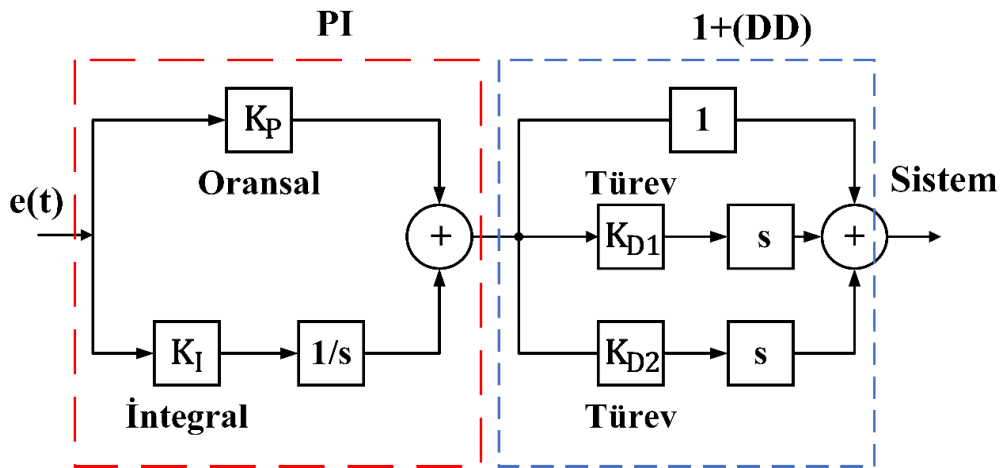 PI
1+(DD)
K_P
1
Oransal
Türev
Sistem
e(t)
+
K_D1
s
+
K_I
1/s
K_D2
s
İntegral
Türev